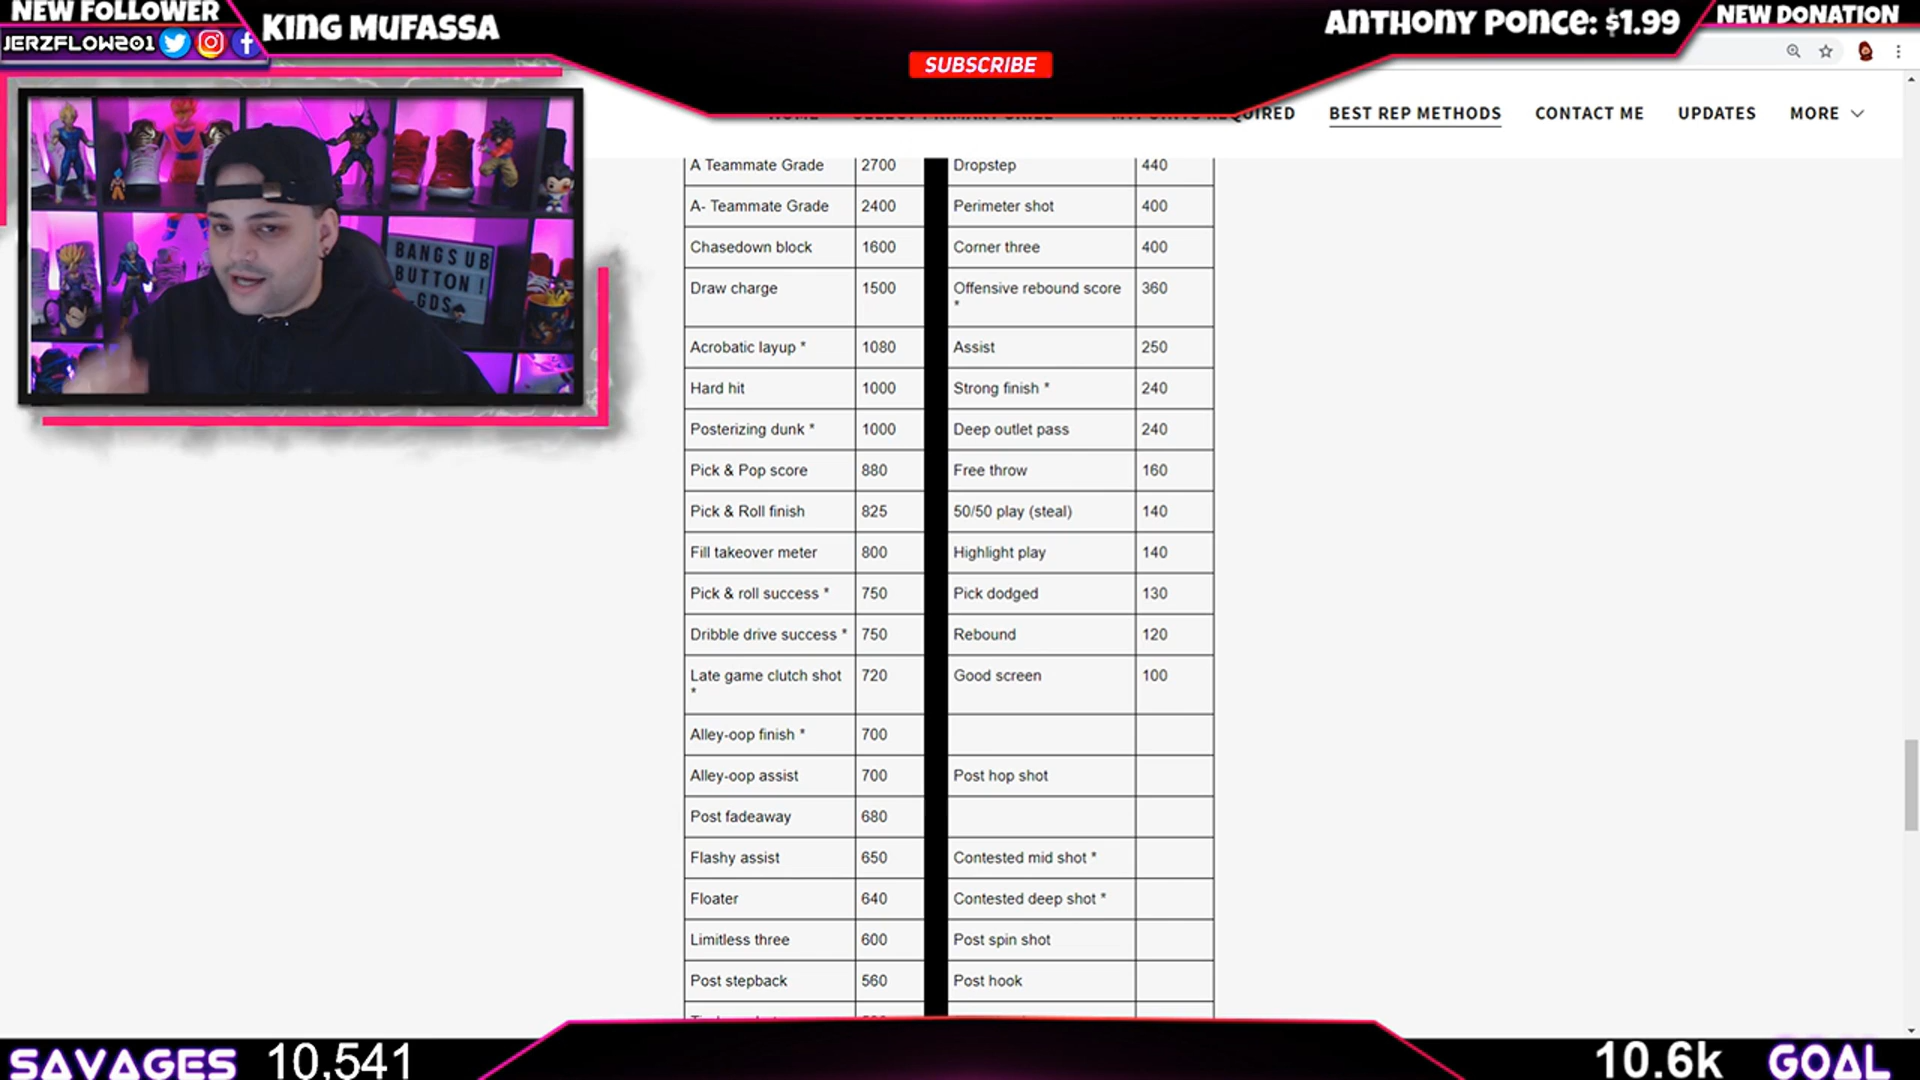 NEW FOLLOWER
KING MUFASSA
ANTHONY PONCE: $1.99
NEW DONATION
JERZFLOW201
SUBSCRIBE
BEST REP METHODS
CONTACT ME
UPDATES
MORE
BANGSUB
BUTTON !
-GDS
A Teammate Grade 2700 Dropstep 440
A- Teammate Grade 2400 Perimeter shot 400
Chasedown block 1600 Corner three 400
Draw charge 1500 Offensive rebound score * 360
Acrobatic layup * 1080 Assist 250
Hard hit 1000 Strong finish * 240
Posterizing dunk * 1000 Deep outlet pass 240
Pick & Pop score 880 Free throw 160
Pick & Roll finish 825 50/50 play (steal) 140
Fill takeover meter 800 Highlight play 140
Pick & roll success * 750 Pick dodged 130
Dribble drive success * 750 Rebound 120
Late game clutch shot * 720 Good screen 100
Alley-oop finish * 700
Alley-oop assist 700 Post hop shot
Post fadeaway 680
Flashy assist 650 Contested mid shot *
Floater 640 Contested deep shot *
Limitless three 600 Post spin shot
Post stepback 560 Post hook
SAVAGES 10,541
10.6k GOAL